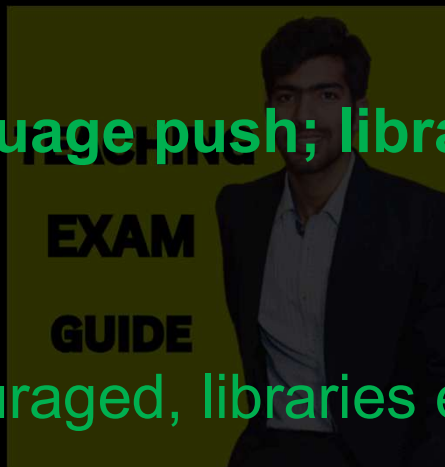 uage push; libra
TEACHING
EXAM
GUIDE
uraged, libraries e